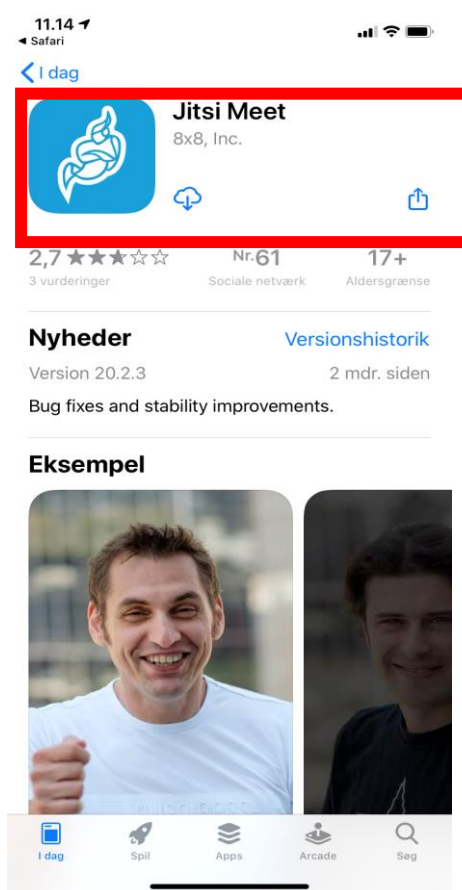 11.14
◀ Safari
I dag
Jitsi Meet
8x8, Inc.
2,7 ★★★☆☆ Nr.61 17+
3 vurderinger Sociale netværk Aldersgrænse
Nyheder Versionshistorik
Version 20.2.3 2 mdr. siden
Bug fixes and stability improvements.
Eksempel
I dag Spil Apps Arcade Søg